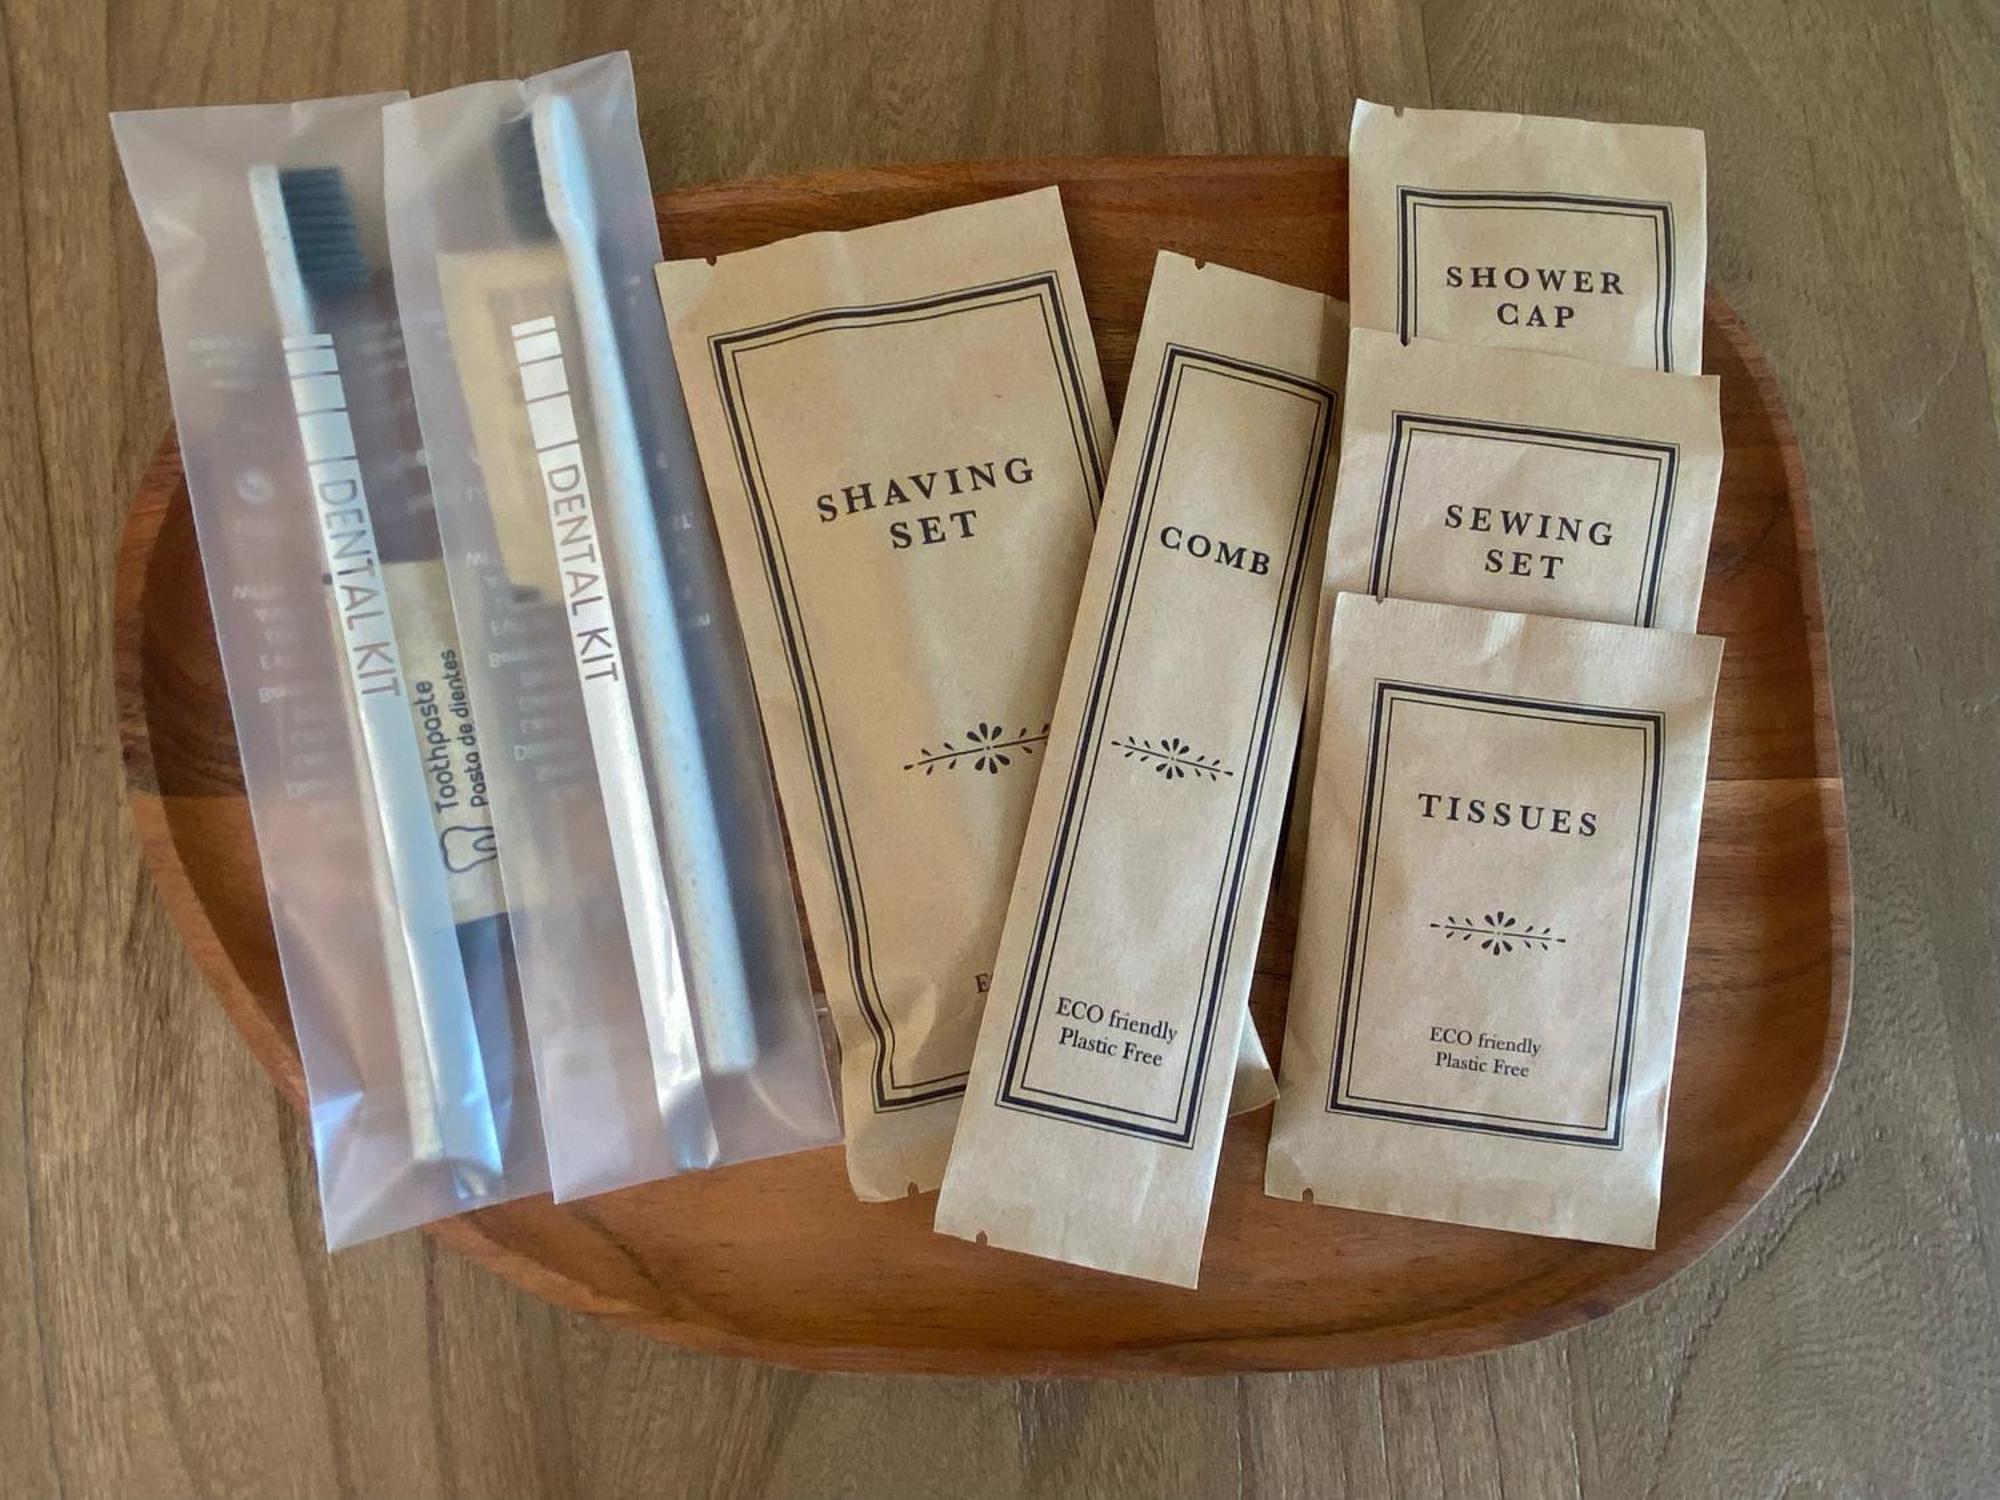 DENTAL KIT
Toothpaste
Pasta de dientes
DENTAL KIT
SHAVING
SET
COMB
ECO friendly
Plastic Free
SHOWER
CAP
SEWING
SET
TISSUES
ECO friendly
Plastic Free